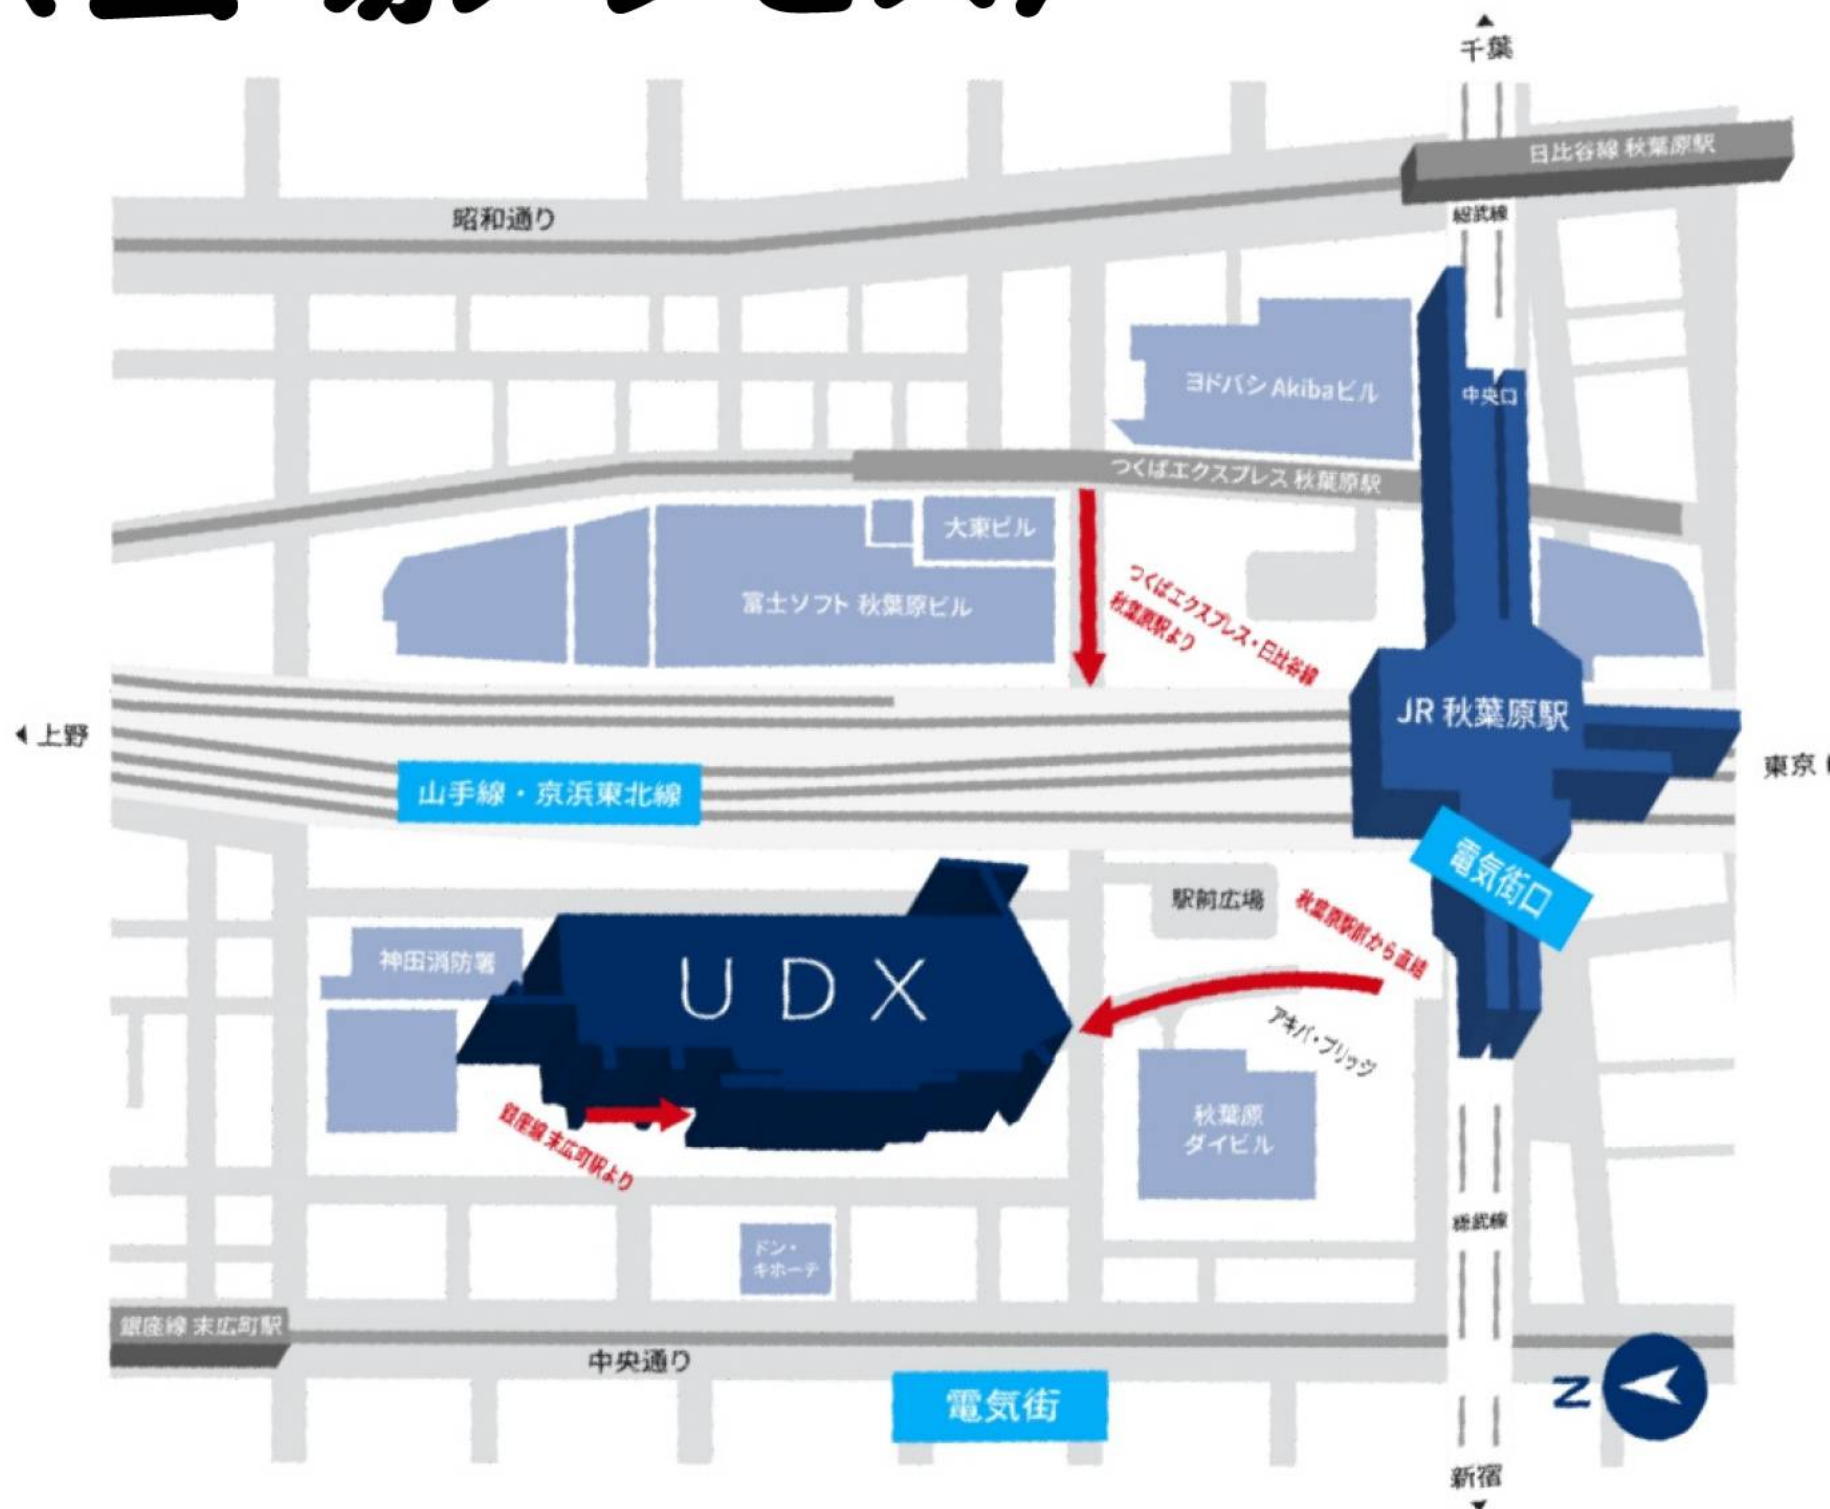 千葉
日比谷線 秋葉原駅
昭和通り
総武線
ヨドバシ Akibaビル
中央口
つくばエクスプレス 秋葉原駅
大東ビル
富士ソフト 秋葉原ビル
つくばエクスプレス・日比谷線
秋葉原駅より
JR 秋葉原駅
上野
東京
山手線・京浜東北線
電気街口
駅前広場
秋葉原駅前から直結
神田消防署
UDX
アキバ・ブリッジ
秋葉原
ダイビル
銀座線 末広町駅より
総武線
ドン・
キホーテ
銀座線 末広町駅
中央通り
電気街
N
新宿